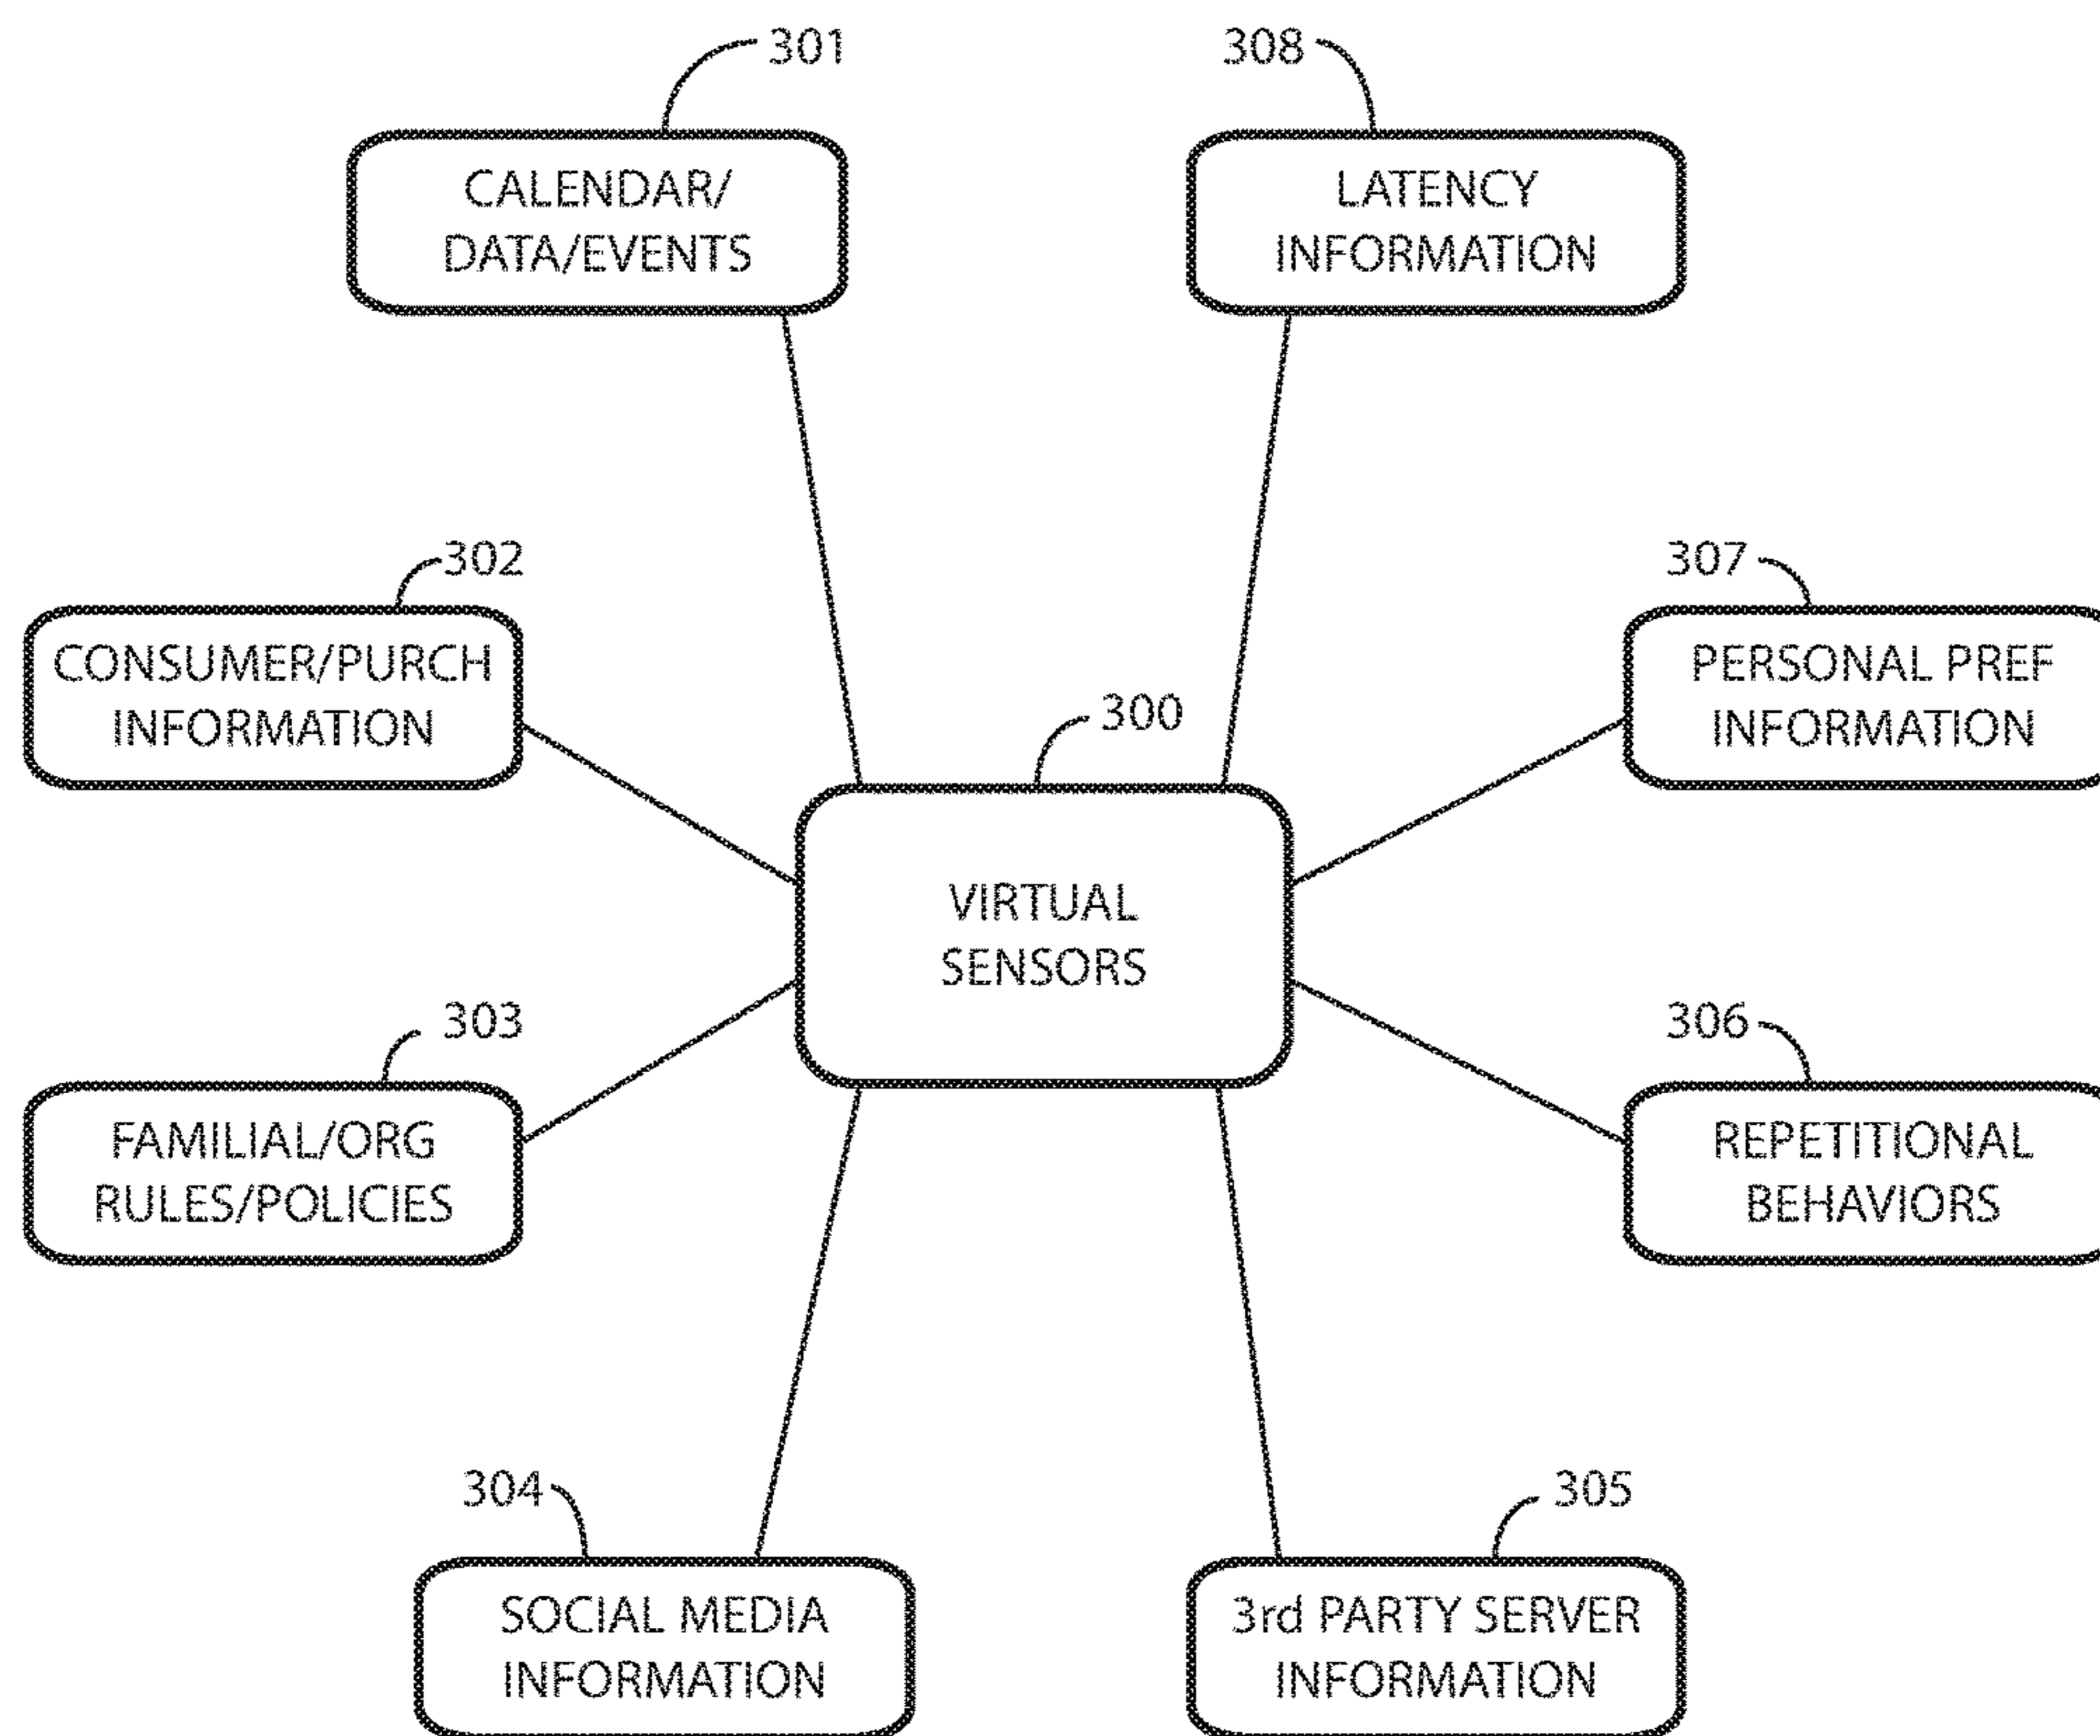 301
308
CALENDAR/
DATA/EVENTS
LATENCY
INFORMATION
302
307
CONSUMER/PURCH
INFORMATION
PERSONAL PREF
INFORMATION
300
VIRTUAL
SENSORS
303
306
FAMILIAL/ORG
RULES/POLICIES
REPETITIONAL
BEHAVIORS
304
305
SOCIAL MEDIA
INFORMATION
3rd PARTY SERVER
INFORMATION